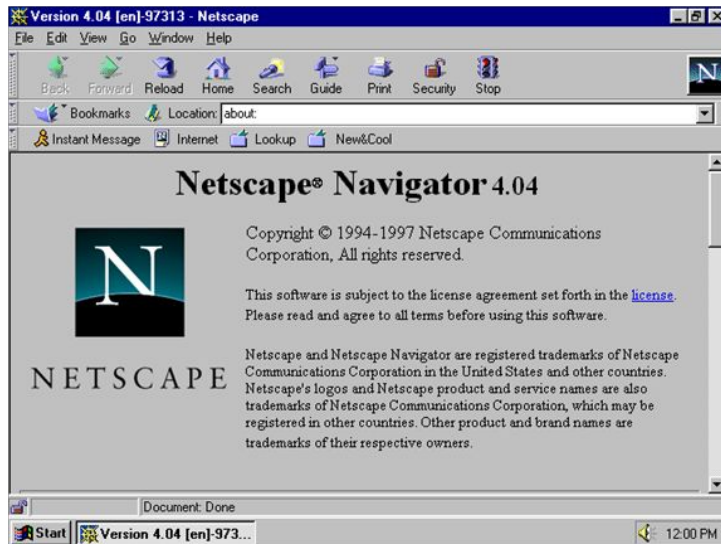 Version 4.04 [en]-97313 - Netscape
File Edit View Go Window Help
Back Forward Reload Home Search Guide Print Security Stop
N
Bookmarks Location: about:
Instant Message Internet Lookup New&Cool
Netscape® Navigator 4.04
N
NETSCAPE
Copyright © 1994-1997 Netscape Communications
Corporation, All rights reserved.
This software is subject to the license agreement set forth in the license.
Please read and agree to all terms before using this software.
Netscape and Netscape Navigator are registered trademarks of Netscape
Communications Corporation in the United States and other countries.
Netscape's logos and Netscape product and service names are also
trademarks of Netscape Communications Corporation, which may be
registered in other countries. Other product and brand names are
trademarks of their respective owners.
Document: Done
Start Version 4.04 [en]-973... 12:00 PM